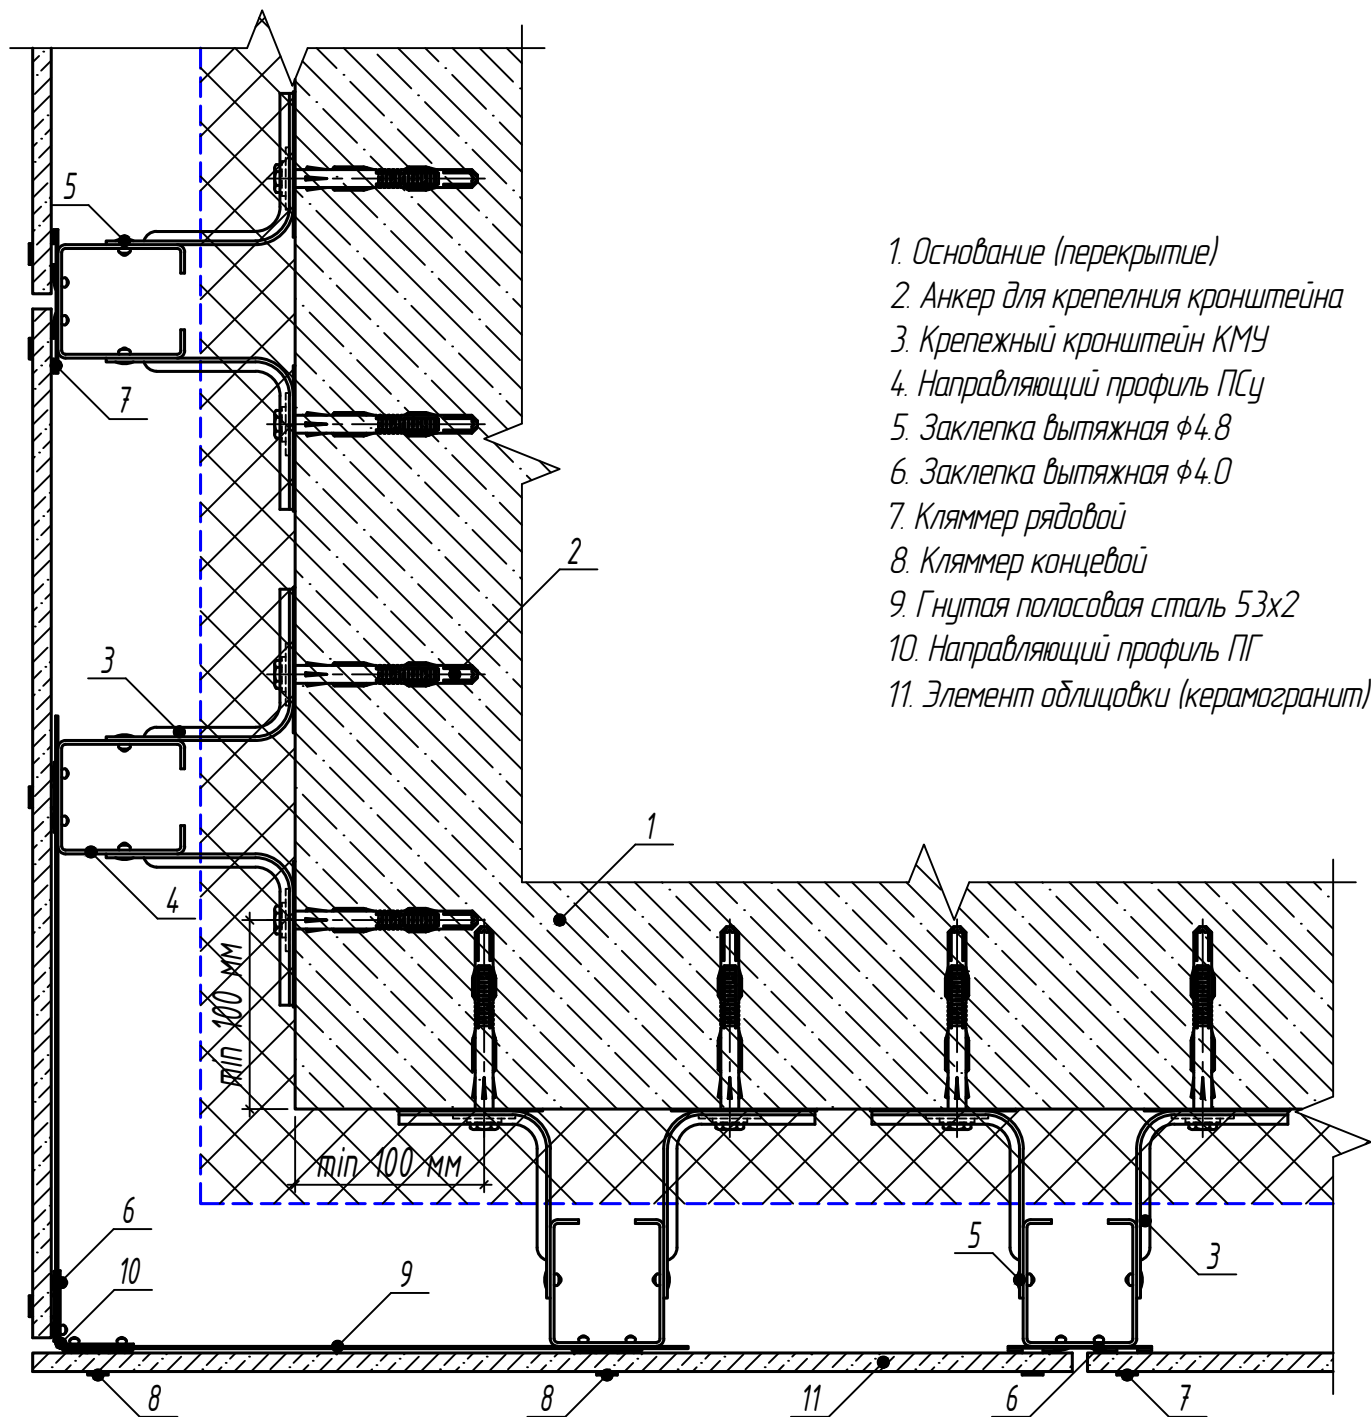 5
1. Основание (перекрытие)
2. Анкер для крепелния кронштейна
3. Крепежный кронштейн КМУ
4. Направляющий профиль ПСу
5. Заклепка вытяжная ϕ4.8
6. Заклепка вытяжная ϕ4.0
7. Кляммер рядовой
8. Кляммер концевой
9. Гнутая полосовая сталь 53х2
10. Направляющий профиль ПГ
11. Элемент облицовки (керамогранит)
7
2
3
1
4
min 100 мм
min 100 мм
6
10
9
5
3
8
8
11
6
7